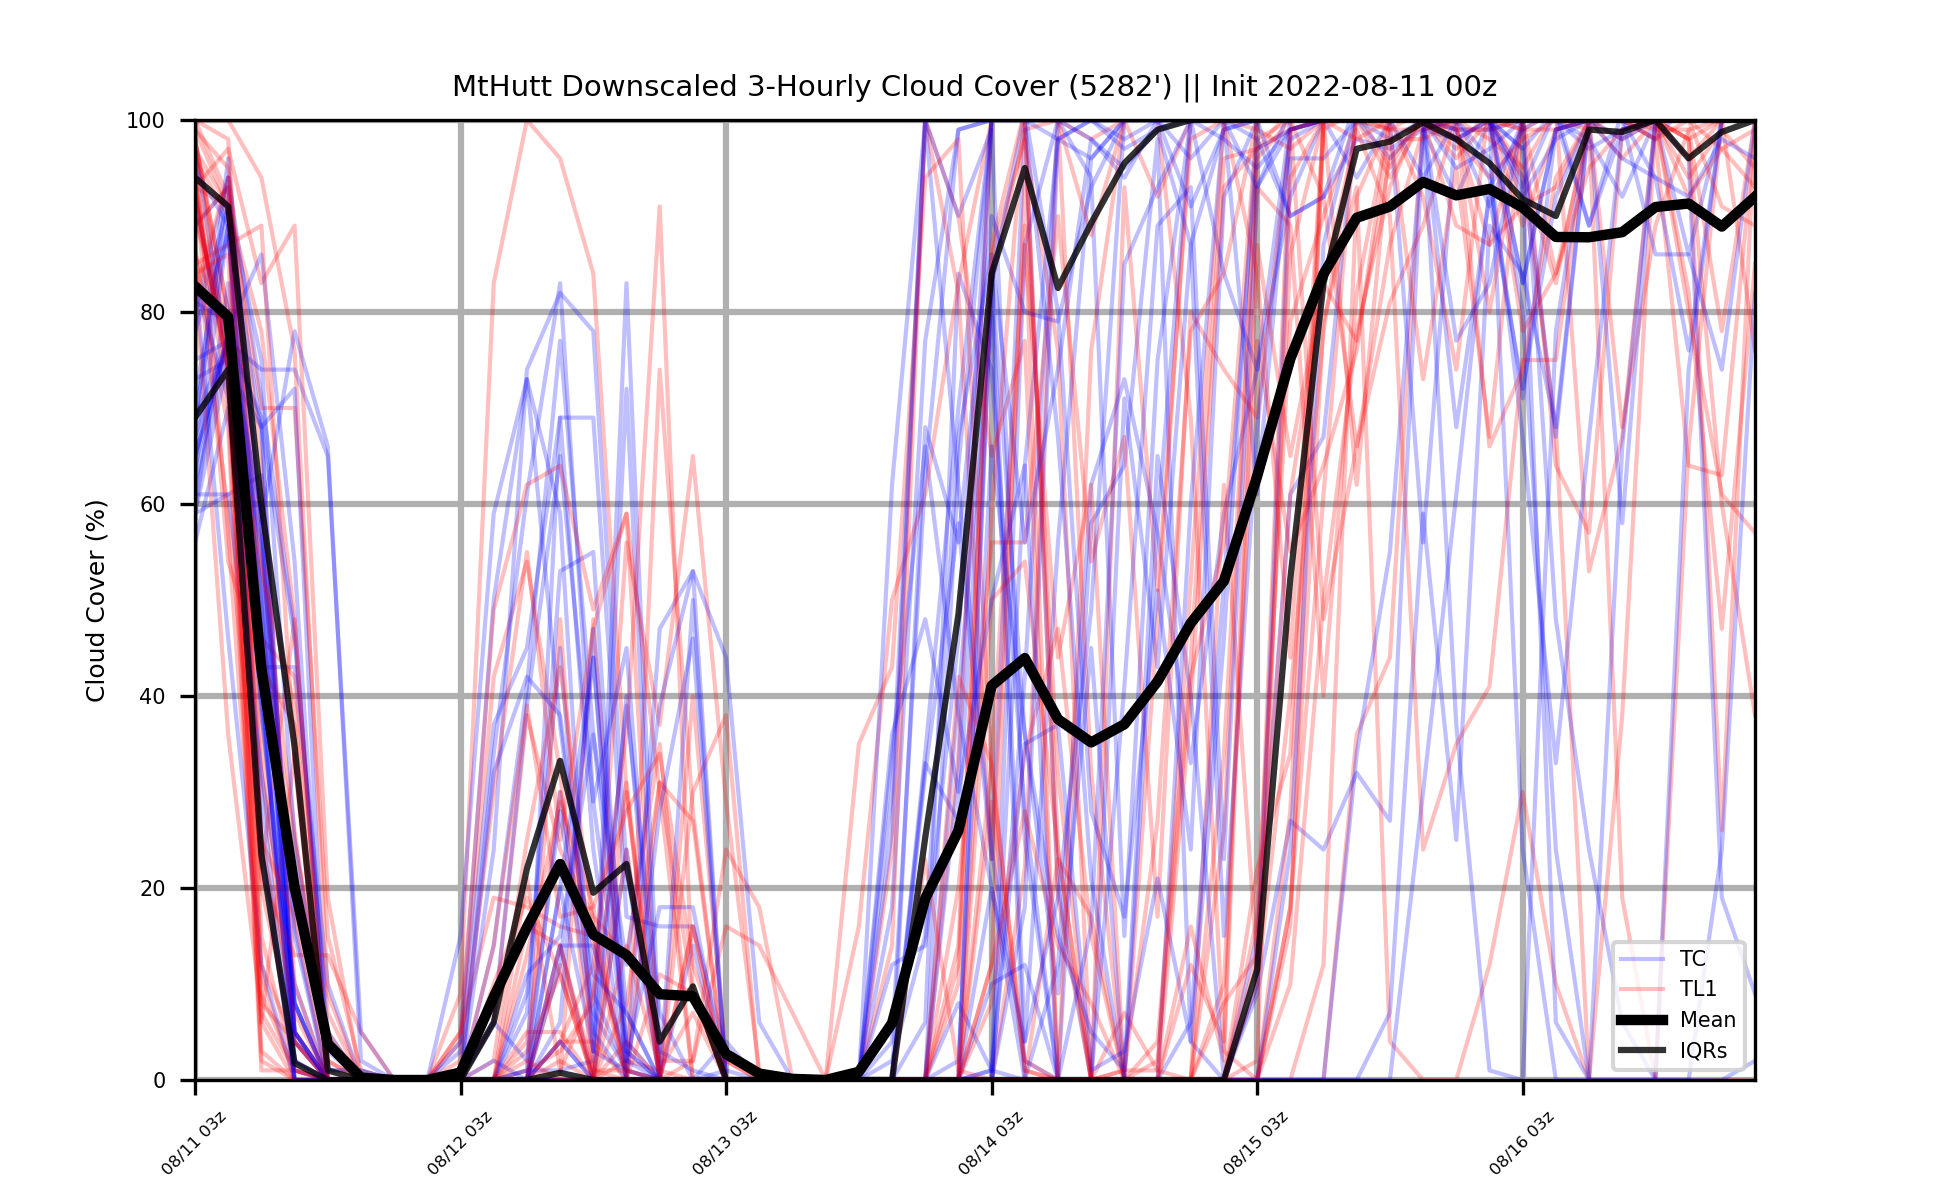 MtHutt Downscaled 3-Hourly Cloud Cover (5282') || Init 2022-08-11 00z
Cloud Cover (%)
100
80
60
40
20
0
TC
TL1
Mean
IQRs
08/11 03z
08/12 03z
08/13 03z
08/14 03z
08/15 03z
08/16 03z